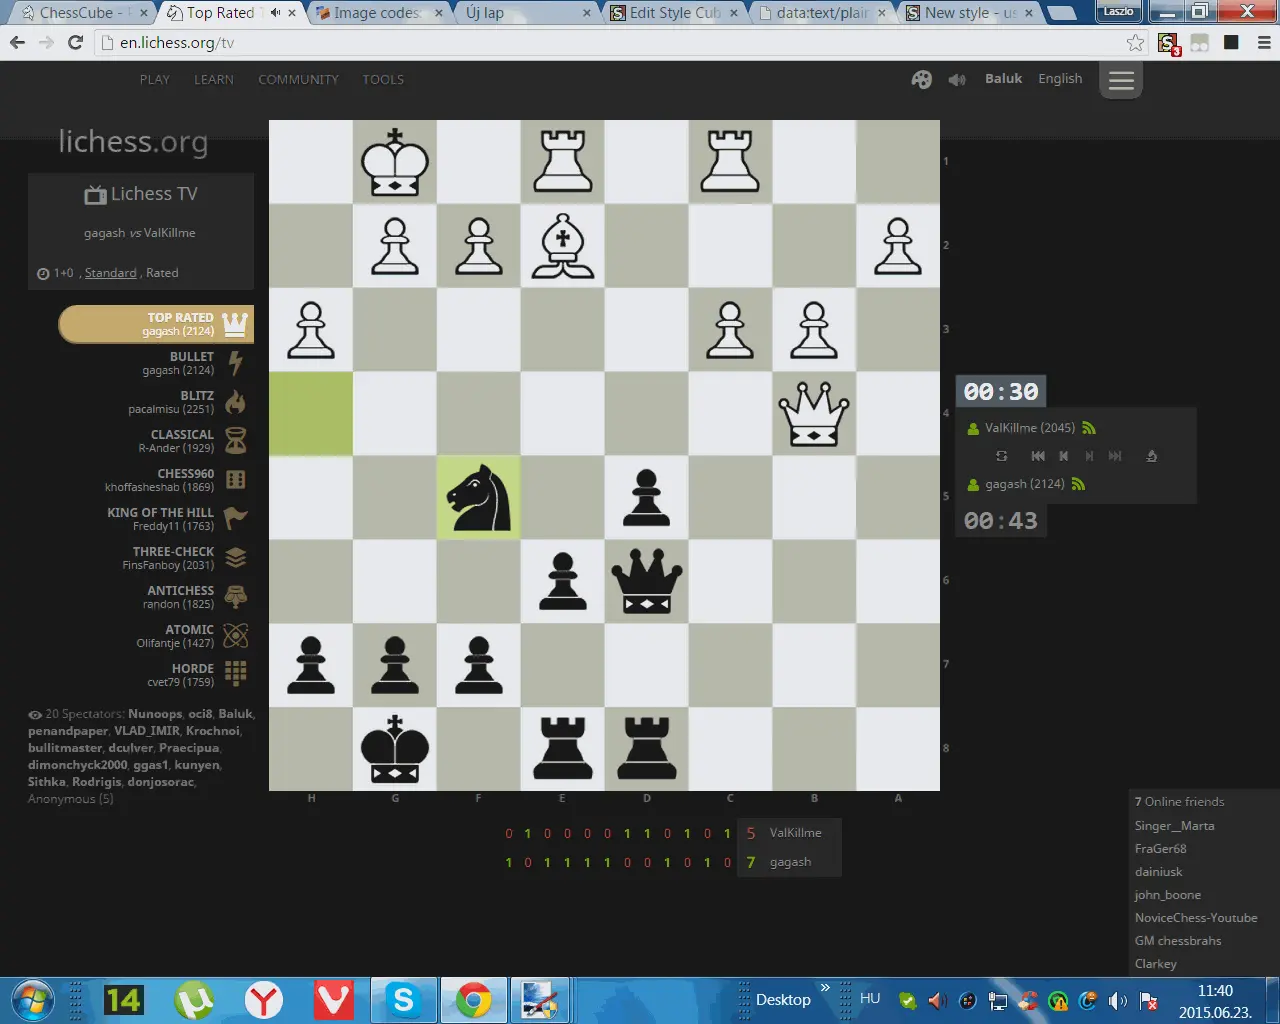 ChessCube -
Top Rated
Image codes
Új lap
Edit Style Cub
data:text/plair
New style - us
Laszlo
en.lichess.org/tv
3
PLAY LEARN COMMUNITY TOOLS
Baluk English
lichess.org
Lichess TV
gagash vs ValKillme
1+0 , Standard , Rated
TOP RATED
gagash (2124)
BULLET
gagash (2124)
BLITZ
pacalmisu (2251)
CLASSICAL
R-Ander (1929)
CHESS960
khoffasheshab (1869)
KING OF THE HILL
Freddy11 (1763)
THREE-CHECK
FinsFanboy (2031)
ANTICHESS
randon (1825)
ATOMIC
Olifantje (1427)
HORDE
cvet79 (1759)
20 Spectators: Nunoops, oci8, Baluk,
penandpaper, VLAD_IMIR, Krochnoi,
bullitmaster, dculver, Praecipua,
dimonchyck2000, ggas1, kunyen,
Sithka, Rodrigis, donjosorac,
Anonymous (5)
1
2
3
4
5
6
7
8
H G F E D C B A
00:30
ValKillme (2045)
gagash (2124)
00:43
0 1 0 0 0 0 1 1 0 1 0 1 5 ValKillme
1 0 1 1 1 1 0 0 1 0 1 0 7 gagash
7 Online friends
Singer__Marta
FraGer68
dainiusk
john_boone
NoviceChess-Youtube
GM chessbrahs
Clarkey
14
Desktop
HU
11:40
2015.06.23.